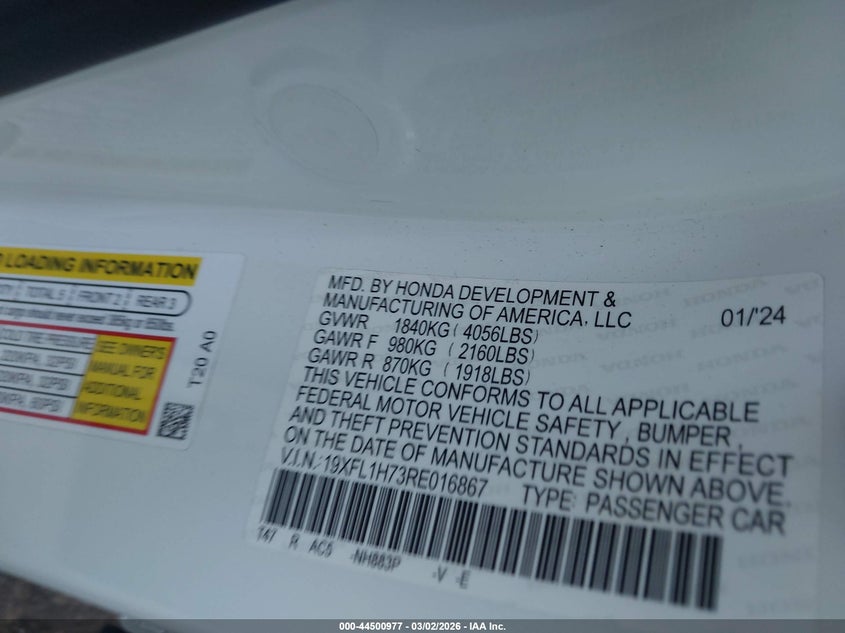 LOADING INFORMATION
TOTAL 5 FRONT 2 REAR 3
SEE OWNER'S
MANUAL FOR
ADDITIONAL
INFORMATION
T20 A0
MFD. BY HONDA DEVELOPMENT &
MANUFACTURING OF AMERICA, LLC 01/'24
GVWR 1840KG (4056LBS)
GAWR F 980KG (2160LBS)
GAWR R 870KG (1918LBS)
THIS VEHICLE CONFORMS TO ALL APPLICABLE
FEDERAL MOTOR VEHICLE SAFETY, BUMPER,
AND THEFT PREVENTION STANDARDS IN EFFECT
ON THE DATE OF MANUFACTURE SHOWN ABOVE.
V.I.N.: 19XFL1H73RE016867 TYPE: PASSENGER CAR
T47 R AC5 -NH883P -V -E
000-44500977 - 03/02/2026 - IAA Inc.